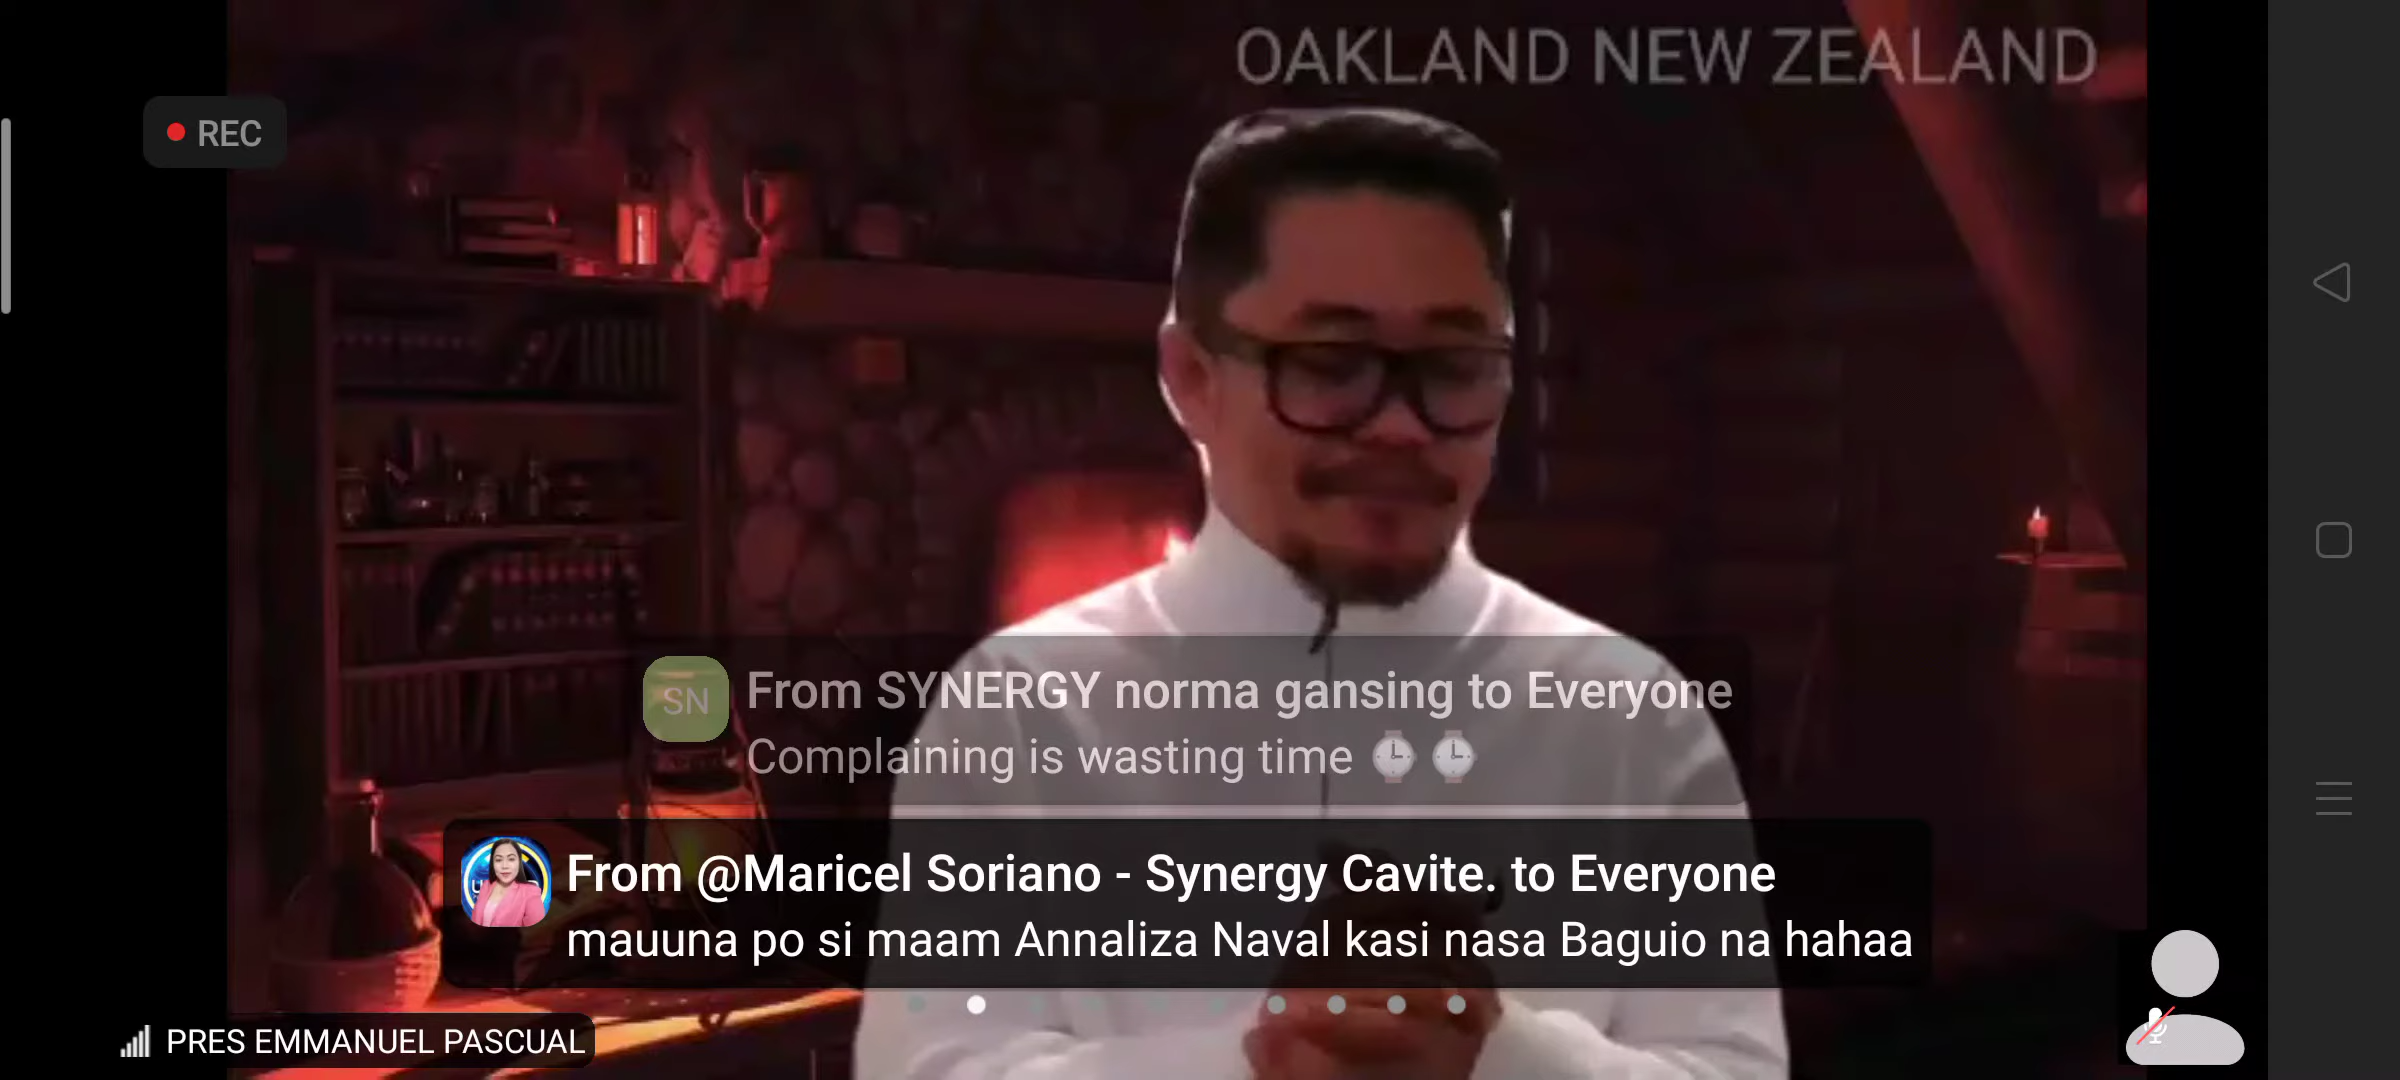 OAKLAND NEW ZEALAND
REC
SN
From SYNERGY norma gansing to Everyone
Complaining is wasting time ⌚⌚
From @Maricel Soriano - Synergy Cavite. to Everyone
mauuna po si maam Annaliza Naval kasi nasa Baguio na hahaa
PRES EMMANUEL PASCUAL